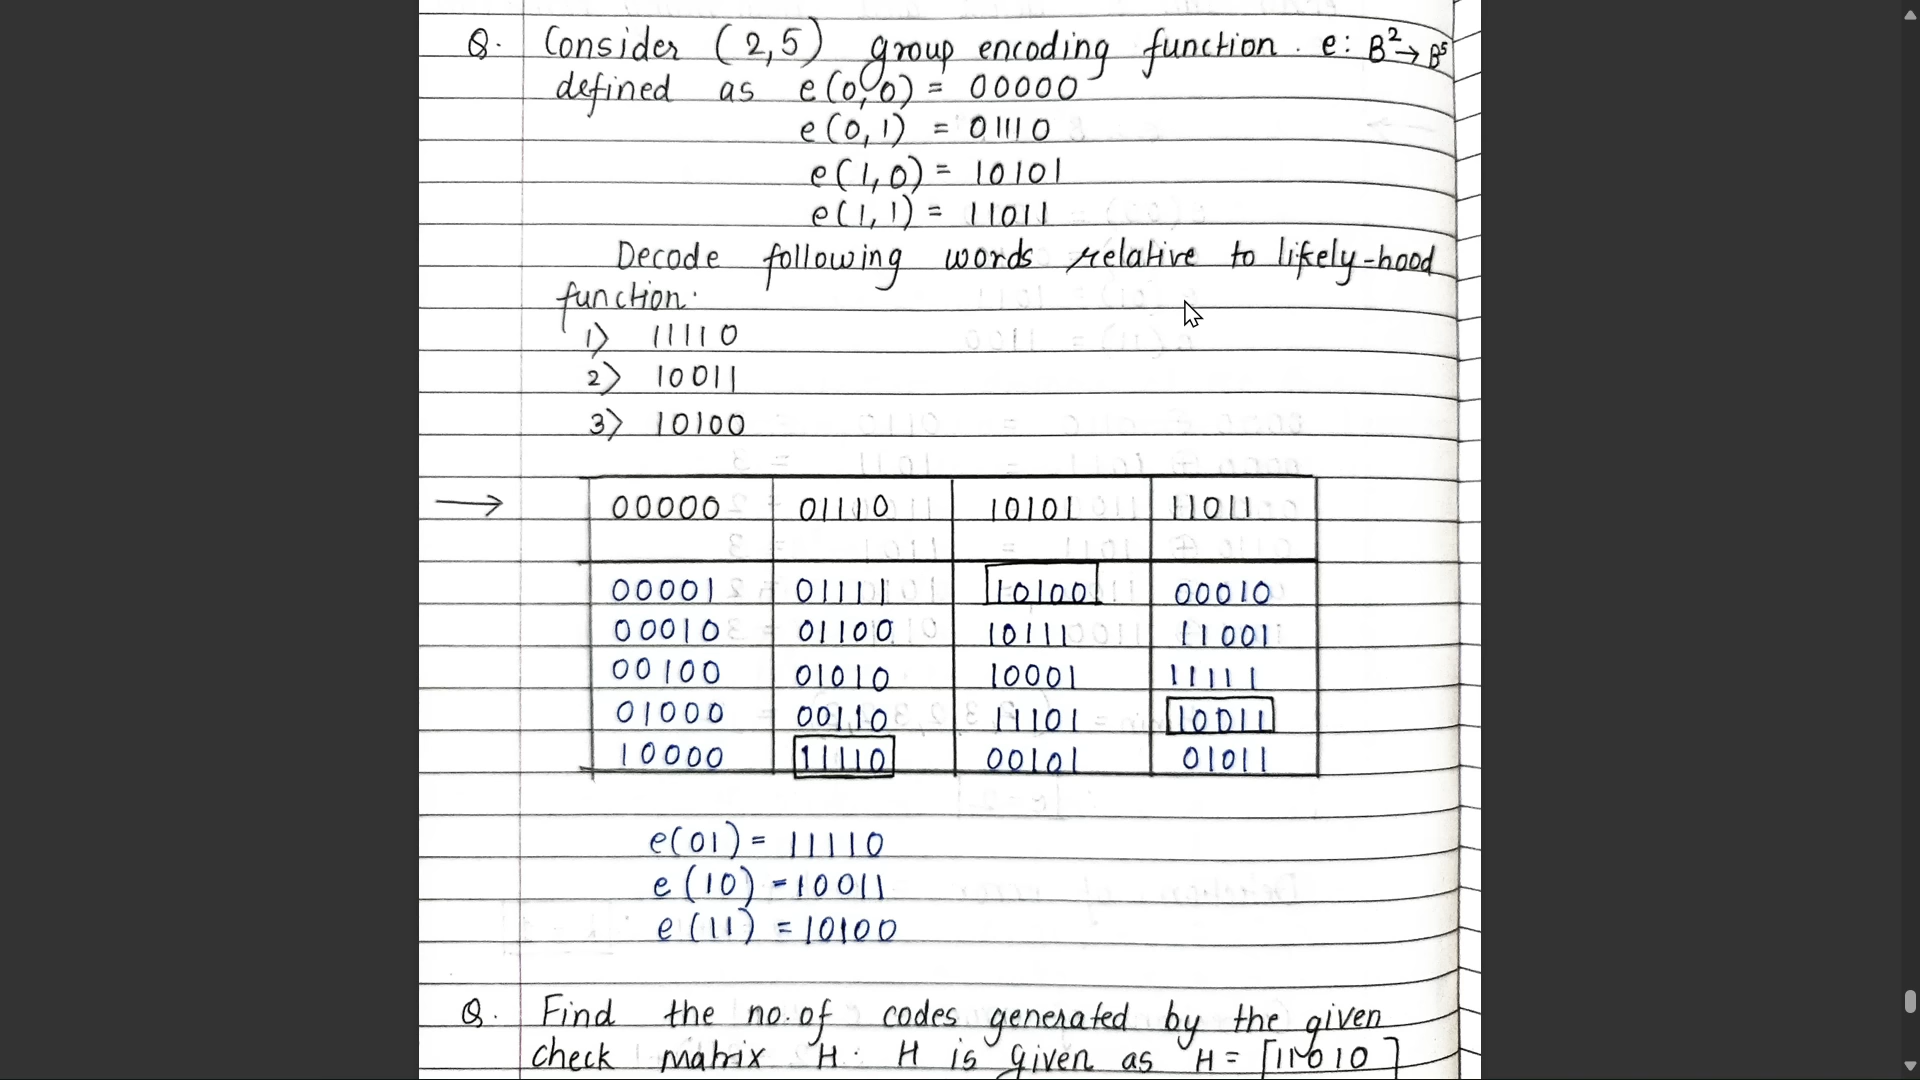 Q. Consider (2,5) group encoding function. e: B² → B⁵
defined as e(0,0) = 00000
e(0,1) = 01110
e(1,0) = 10101
e(1,1) = 11011
Decode following words relative to likely-hood
function.
1) 11110
2) 10011
3) 10100
→ 00000 01110 10101 11011
00001 01111 10100 00010
00010 01100 10111 11001
00100 01010 10001 11111
01000 00110 11101 10011
10000 11110 00101 01011
e(01) = 11110
e(10) = 10011
e(11) = 10100
Q. Find the no. of codes generated by the given
check matrix H. H is given as H = [11010]